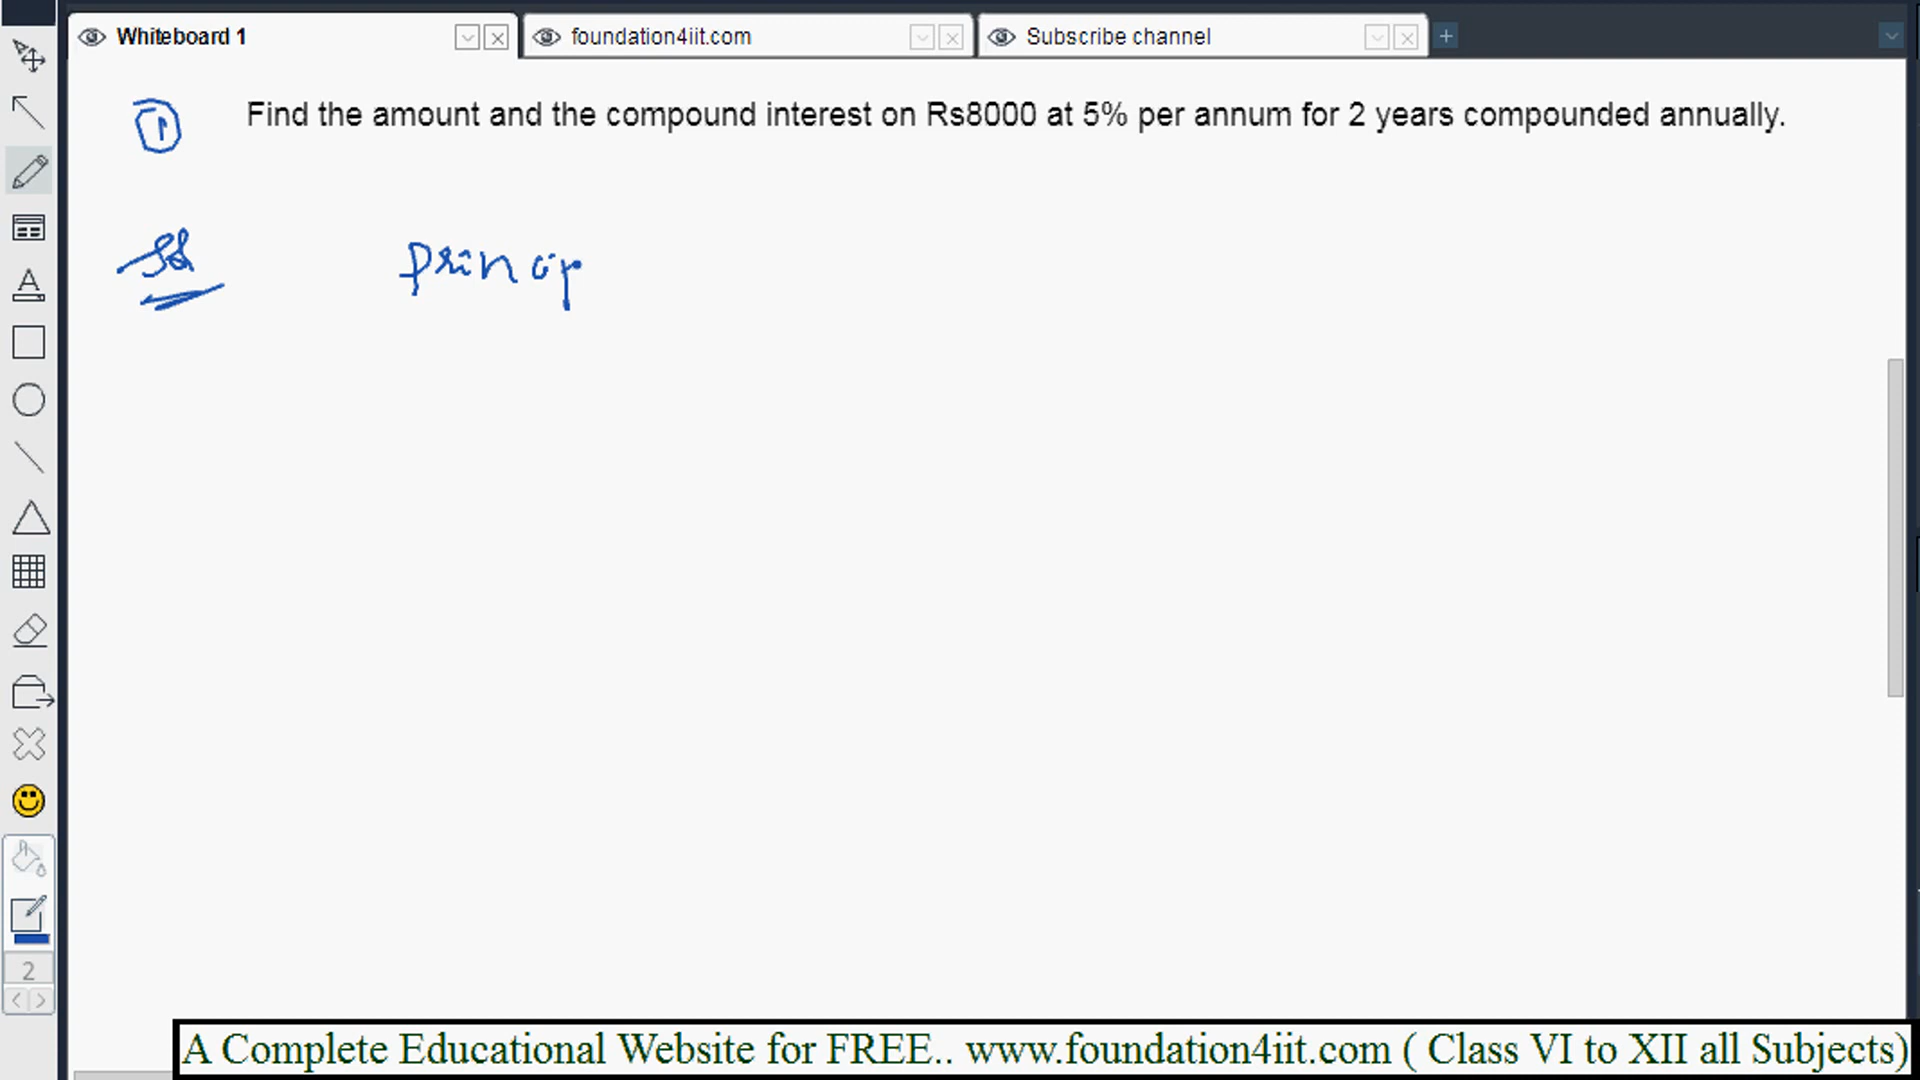 Whiteboard 1
foundation4iit.com
Subscribe channel
① Find the amount and the compound interest on Rs8000 at 5% per annum for 2 years compounded annually.
Princip
2
A Complete Educational Website for FREE.. www.foundation4iit.com ( Class VI to XII all Subjects)